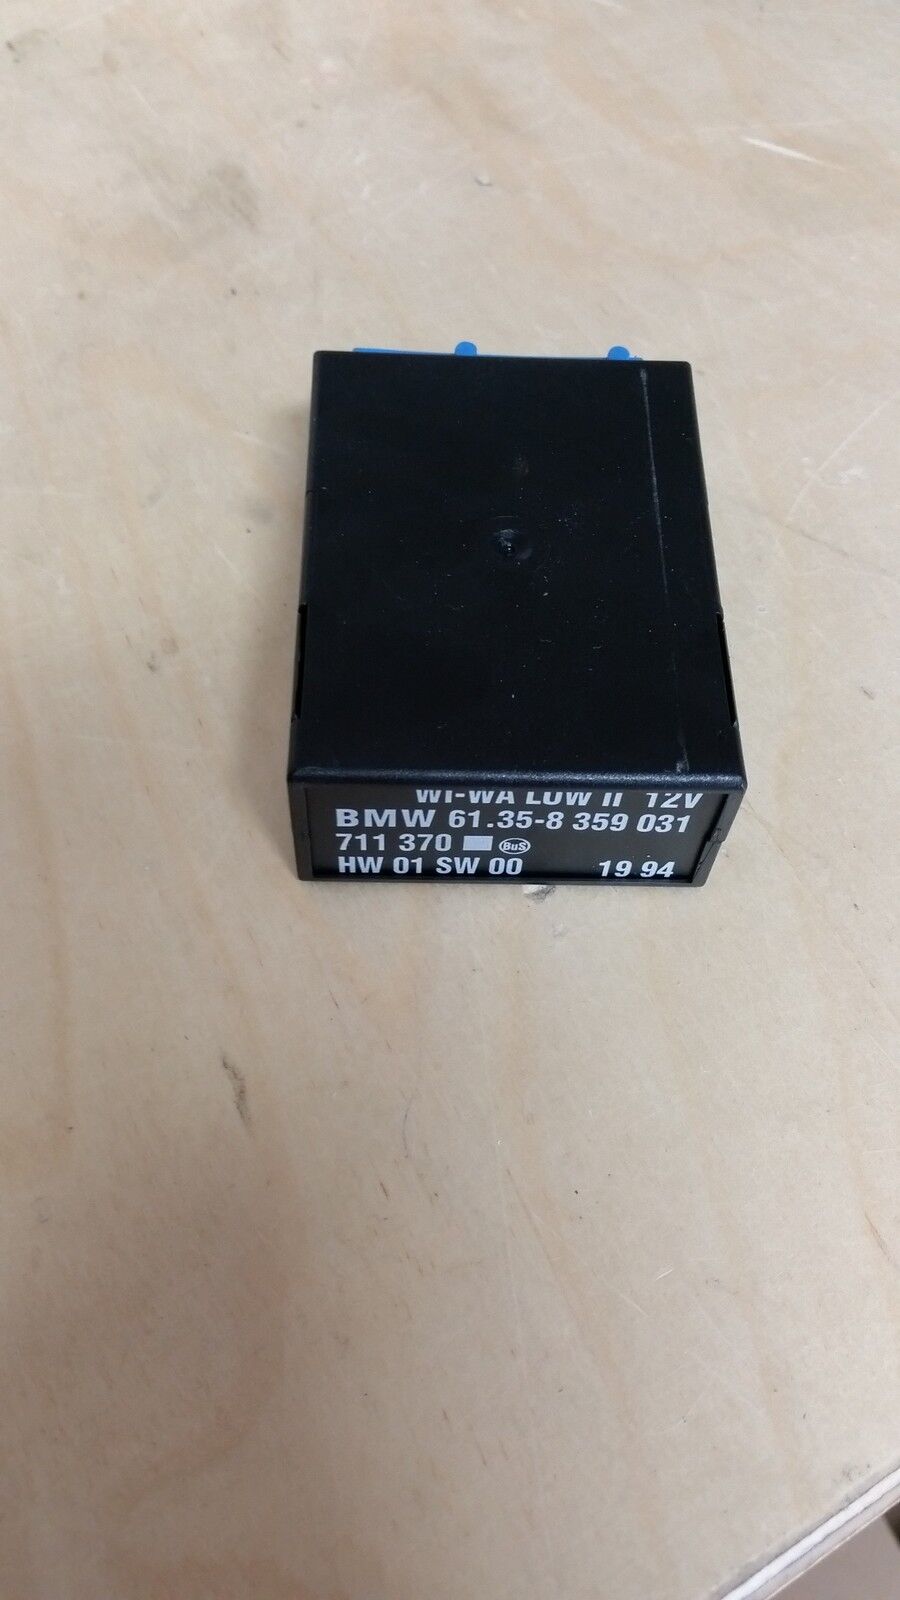 WI-WA LOW II 12V
BMW 61.35-8 359 031
711 370 BuS
HW 01 SW 00 19 94